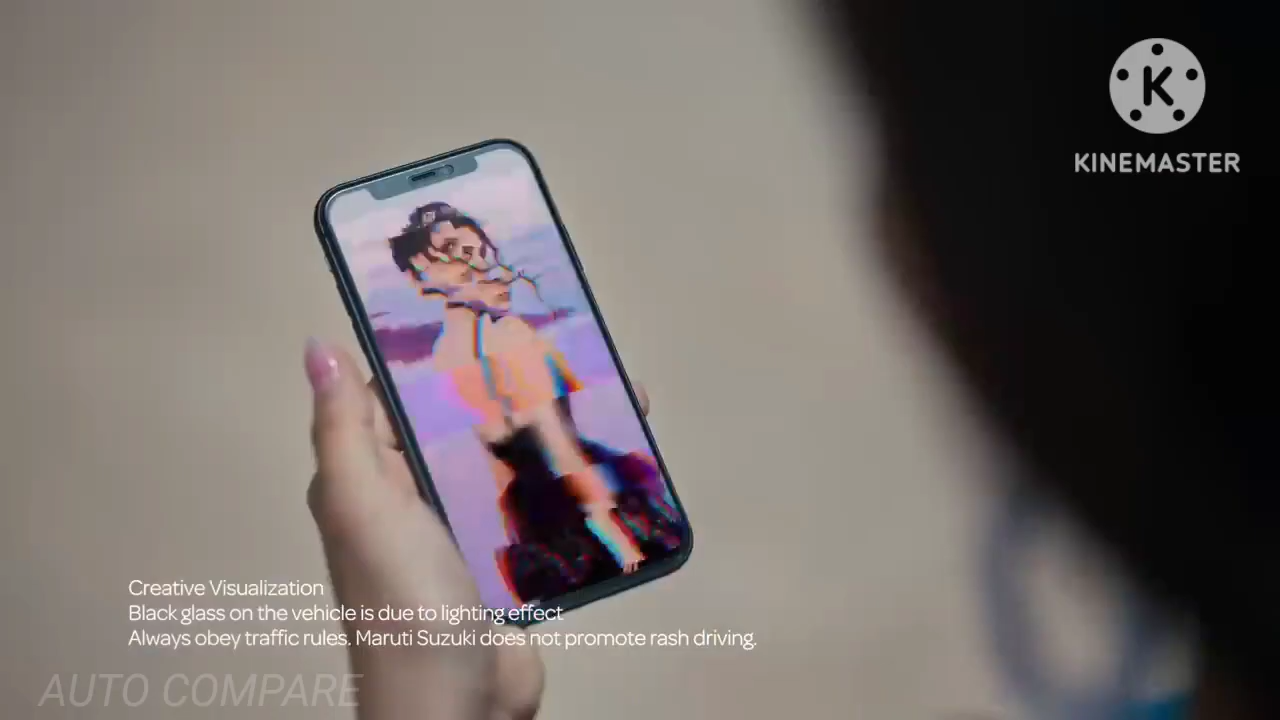 KINEMASTER
Creative Visualization
Black glass on the vehicle is due to lighting effect
Always obey traffic rules. Maruti Suzuki does not promote rash driving.
AUTO COMPARE